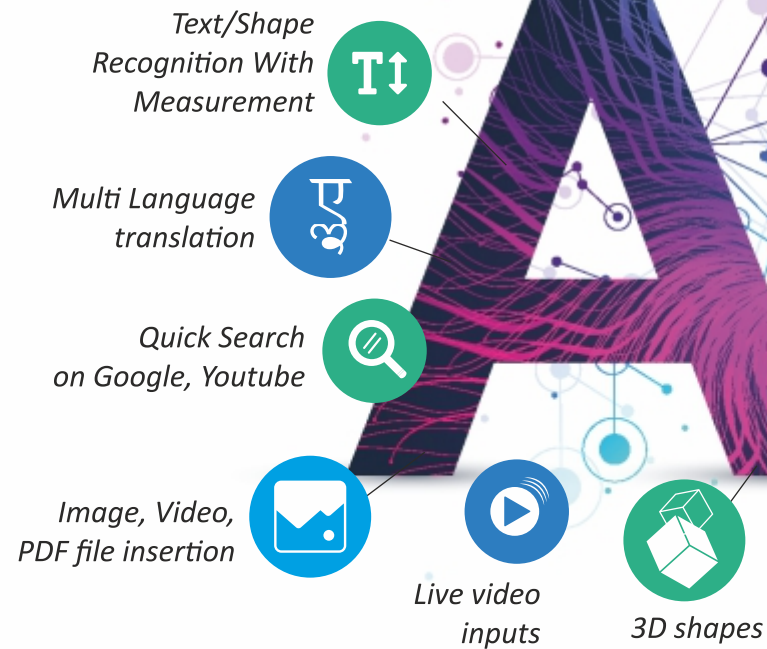 Text/Shape
Recognition With
Measurement
T
Multi Language
translation
Quick Search
on Google, Youtube
Image, Video,
PDF file insertion
Live video
inputs
3D shapes
A